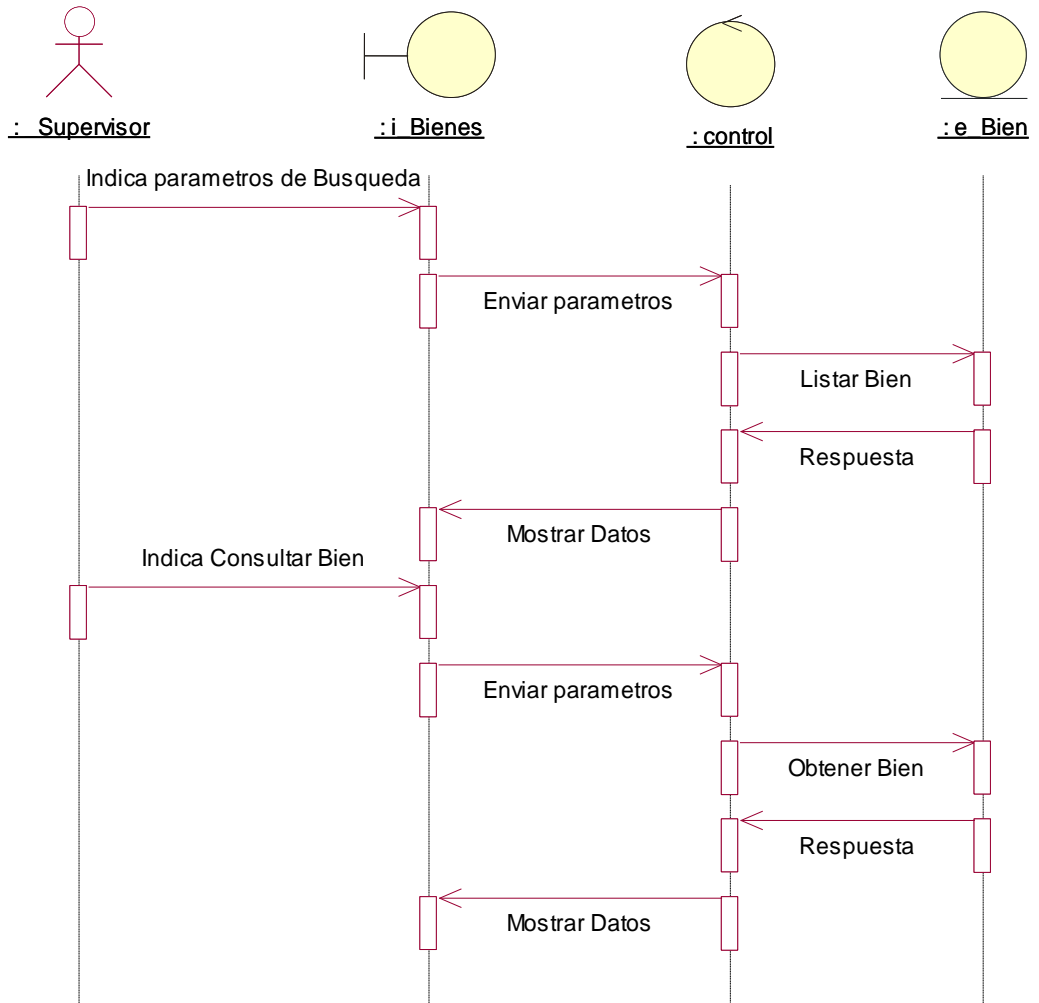 : Supervisor
: i_Bienes
: control
: e_Bien
Indica parametros de Busqueda
Enviar parametros
Listar Bien
Respuesta
Mostrar Datos
Indica Consultar Bien
Enviar parametros
Obtener Bien
Respuesta
Mostrar Datos